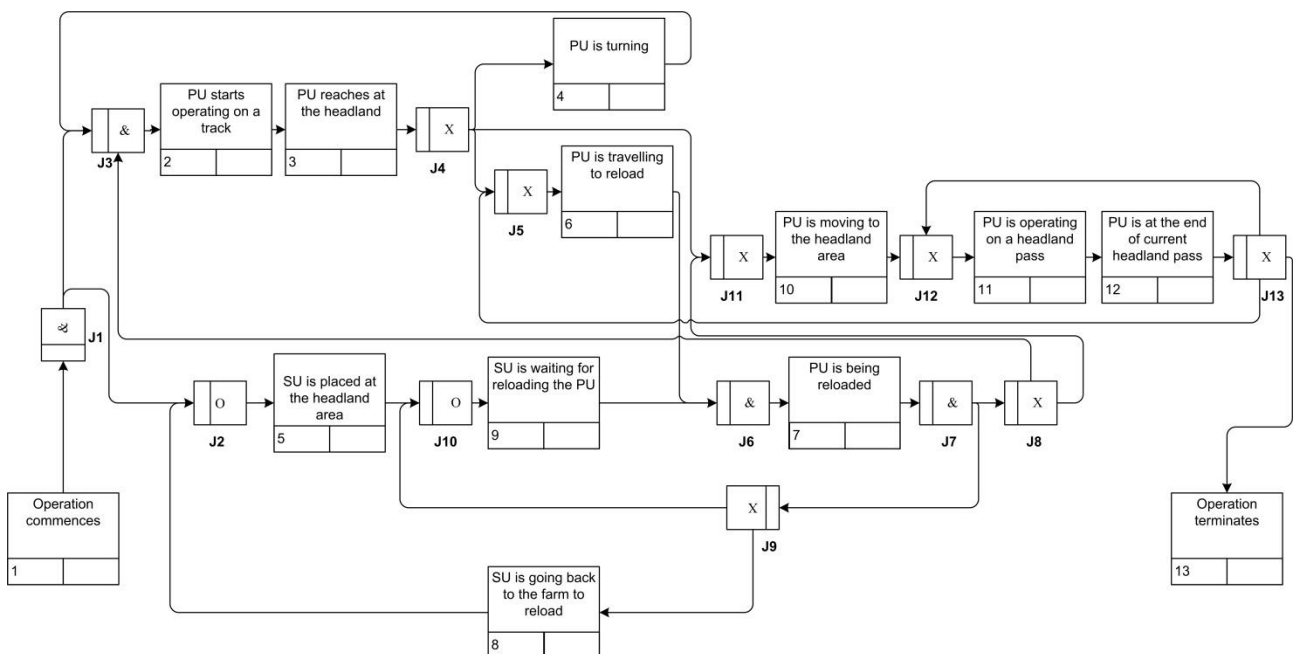 PU is turning
4
PU starts
operating on a
track
2
PU reaches at
the headland
3
&
J3
X
J4
PU is travelling
to reload
6
X
J5
PU is moving to
the headland
area
10
X
J11
X
J12
PU is operating
on a headland
pass
11
PU is at the end
of current
headland pass
12
X
J13
&
J1
O
J2
SU is placed at
the headland
area
5
O
J10
SU is waiting for
reloading the PU
9
&
J6
PU is being
reloaded
7
&
J7
X
J8
Operation
commences
1
X
J9
Operation
terminates
13
SU is going back
to the farm to
reload
8